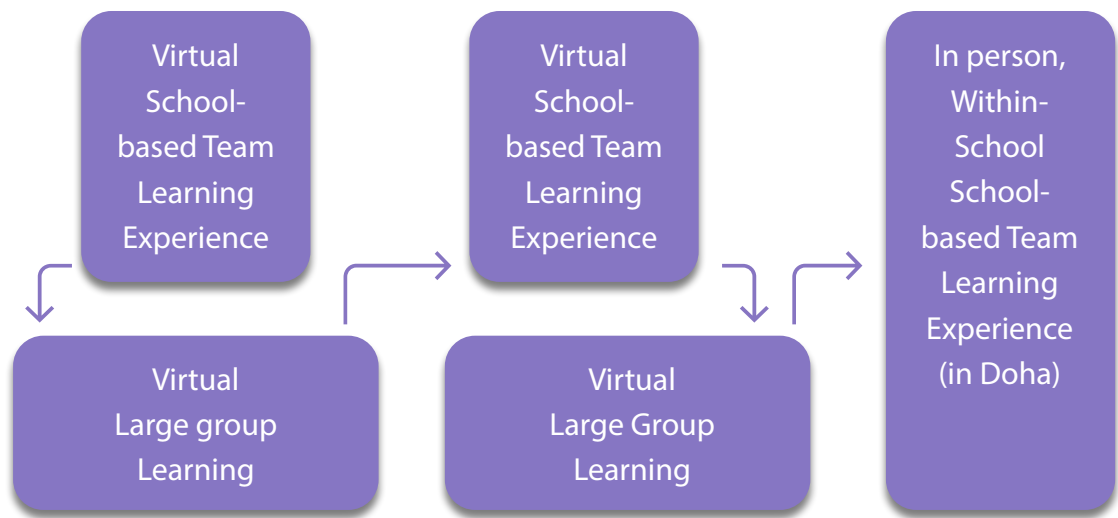 Virtual
School-
based Team
Learning
Experience
Virtual
Large group
Learning
Virtual
School-
based Team
Learning
Experience
Virtual
Large Group
Learning
In person,
Within-
School
School-
based Team
Learning
Experience
(in Doha)